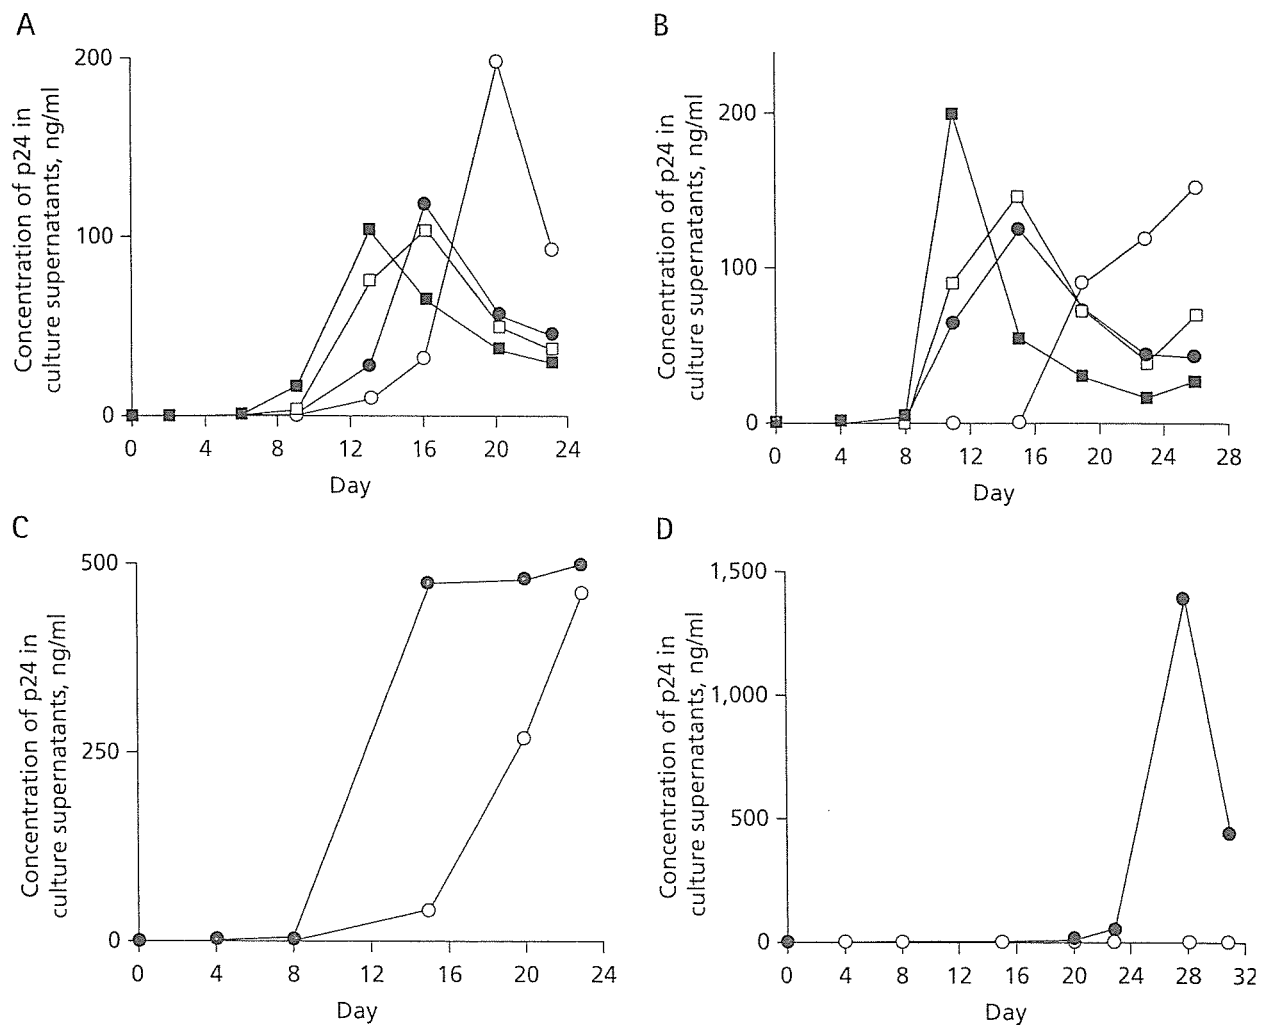 A
Concentration of p24 in
culture supernatants, ng/ml
200
100
0
0 4 8 12 16 20 24
Day
B
Concentration of p24 in
culture supernatants, ng/ml
200
100
0
0 4 8 12 16 20 24 28
Day
C
Concentration of p24 in
culture supernatants, ng/ml
500
250
0
0 4 8 12 16 20 24
Day
D
Concentration of p24 in
culture supernatants, ng/ml
1,500
1,000
500
0
0 4 8 12 16 20 24 28 32
Day